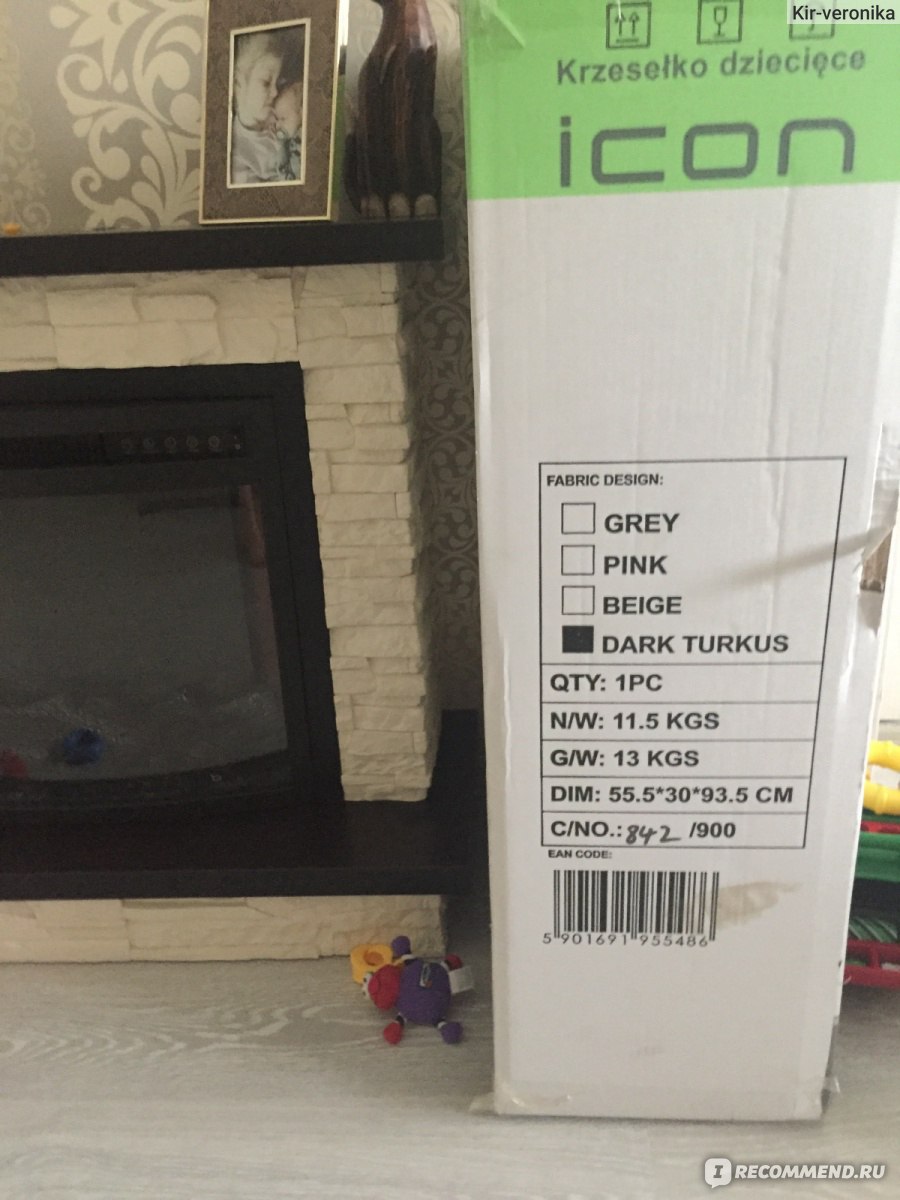 Kir-veronika
Krzesełko dziecięce
icon
FABRIC DESIGN:
GREY
PINK
BEIGE
DARK TURKUS
QTY: 1PC
N/W: 11.5 KGS
G/W: 13 KGS
DIM: 55.5*30*93.5 CM
C/NO.: 842 /900
EAN CODE:
5 901691 955486
I RECOMMEND.RU